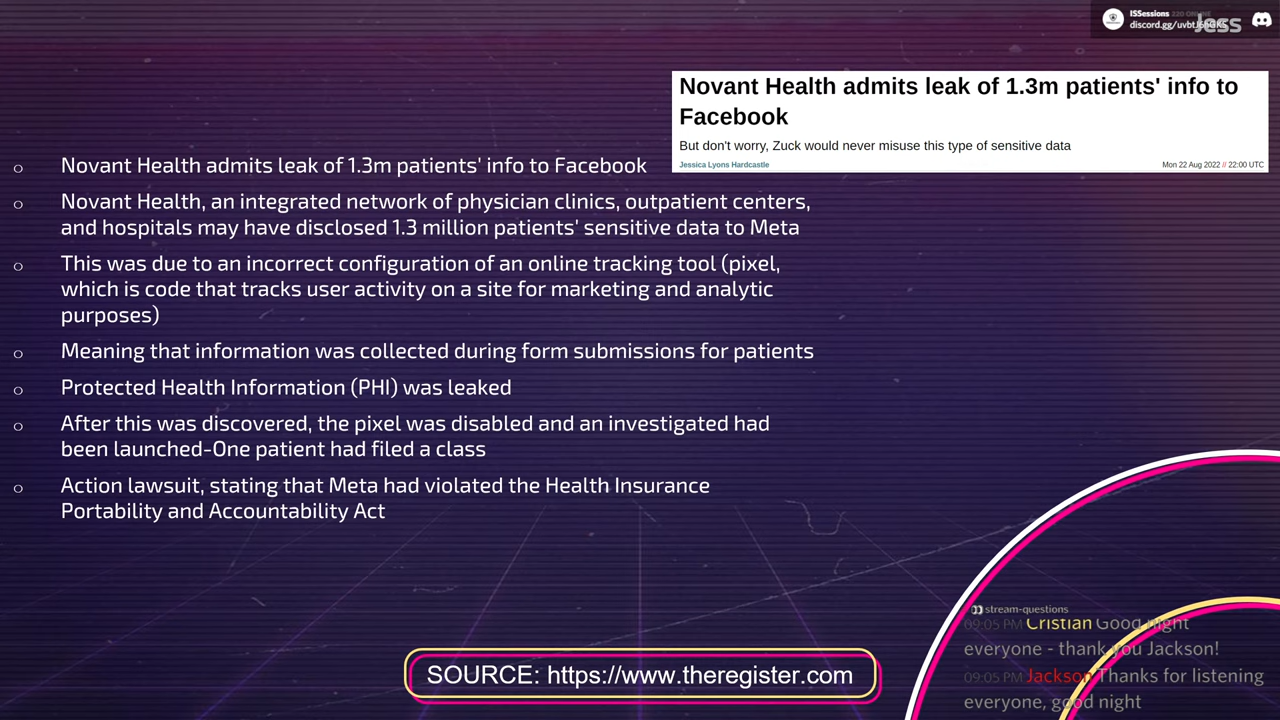 ISSessions 220 ONLINE
Jess
Novant Health admits leak of 1.3m patients' info to
Facebook
But don't worry, Zuck would never misuse this type of sensitive data
Jessica Lyons Hardcastle
Mon 22 Aug 2022 // 22:00 UTC
Novant Health admits leak of 1.3m patients' info to Facebook
Novant Health, an integrated network of physician clinics, outpatient centers,
and hospitals may have disclosed 1.3 million patients' sensitive data to Meta
This was due to an incorrect configuration of an online tracking tool (pixel,
which is code that tracks user activity on a site for marketing and analytic
purposes)
Meaning that information was collected during form submissions for patients
Protected Health Information (PHI) was leaked
After this was discovered, the pixel was disabled and an investigated had
been launched-One patient had filed a class
Action lawsuit, stating that Meta had violated the Health Insurance
Portability and Accountability Act
stream-questions
09:05 PM Cristian Good night
everyone - thank you Jackson!
09:05 PM Jackson Thanks for listening
everyone, good night
SOURCE: https://www.theregister.com